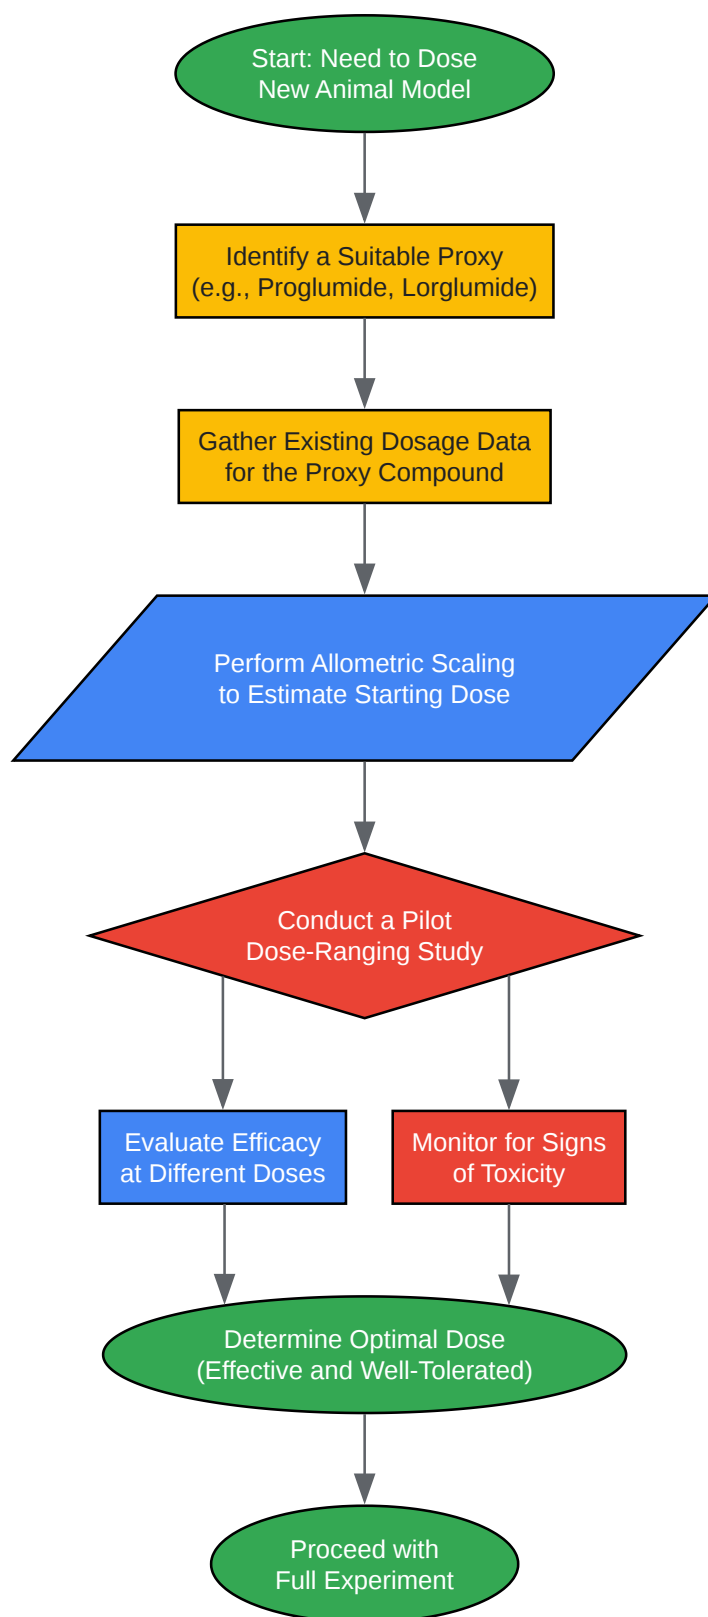 Start: Need to Dose
New Animal Model
Identify a Suitable Proxy
(e.g., Proglumide, Lorglumide)
Gather Existing Dosage Data
for the Proxy Compound
Perform Allometric Scaling
to Estimate Starting Dose
Conduct a Pilot
Dose-Ranging Study
Evaluate Efficacy
at Different Doses
Monitor for Signs
of Toxicity
Determine Optimal Dose
(Effective and Well-Tolerated)
Proceed with
Full Experiment